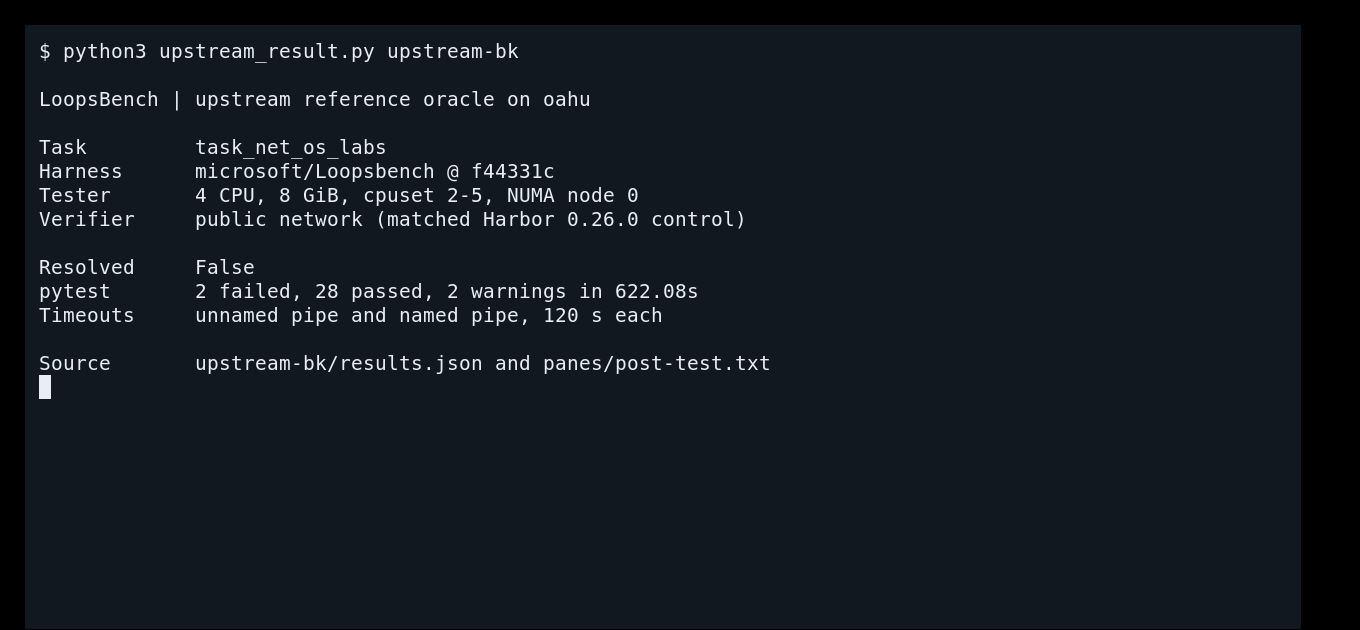 $ python3 upstream_result.py upstream-bk
LoopsBench | upstream reference oracle on oahu
Task         task_net_os_labs
Harness      microsoft/Loopsbench @ f44331c
Tester       4 CPU, 8 GiB, cpuset 2-5, NUMA node 0
Verifier     public network (matched Harbor 0.26.0 control)
Resolved     False
pytest       2 failed, 28 passed, 2 warnings in 622.08s
Timeouts     unnamed pipe and named pipe, 120 s each
Source       upstream-bk/results.json and panes/post-test.txt